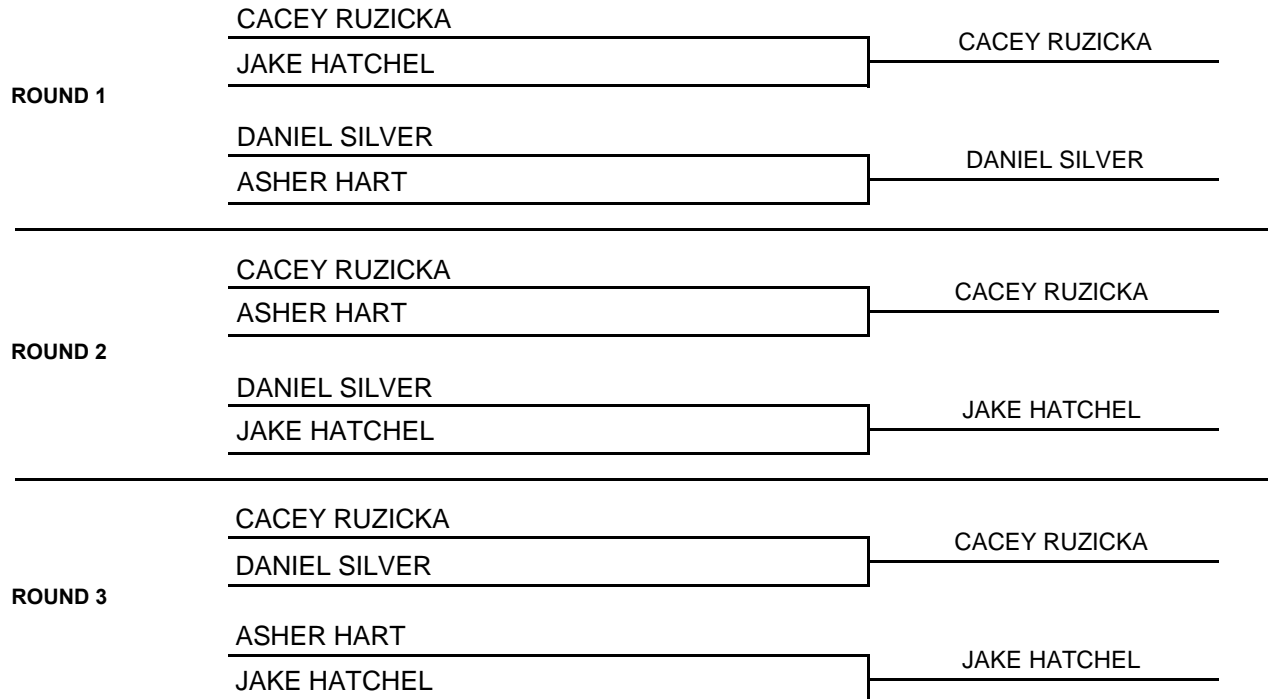 CACEY RUZICKA
CACEY RUZICKA
JAKE HATCHEL
ROUND 1
DANIEL SILVER
DANIEL SILVER
ASHER HART
CACEY RUZICKA
CACEY RUZICKA
ASHER HART
ROUND 2
DANIEL SILVER
JAKE HATCHEL
JAKE HATCHEL
CACEY RUZICKA
CACEY RUZICKA
DANIEL SILVER
ROUND 3
ASHER HART
JAKE HATCHEL
JAKE HATCHEL